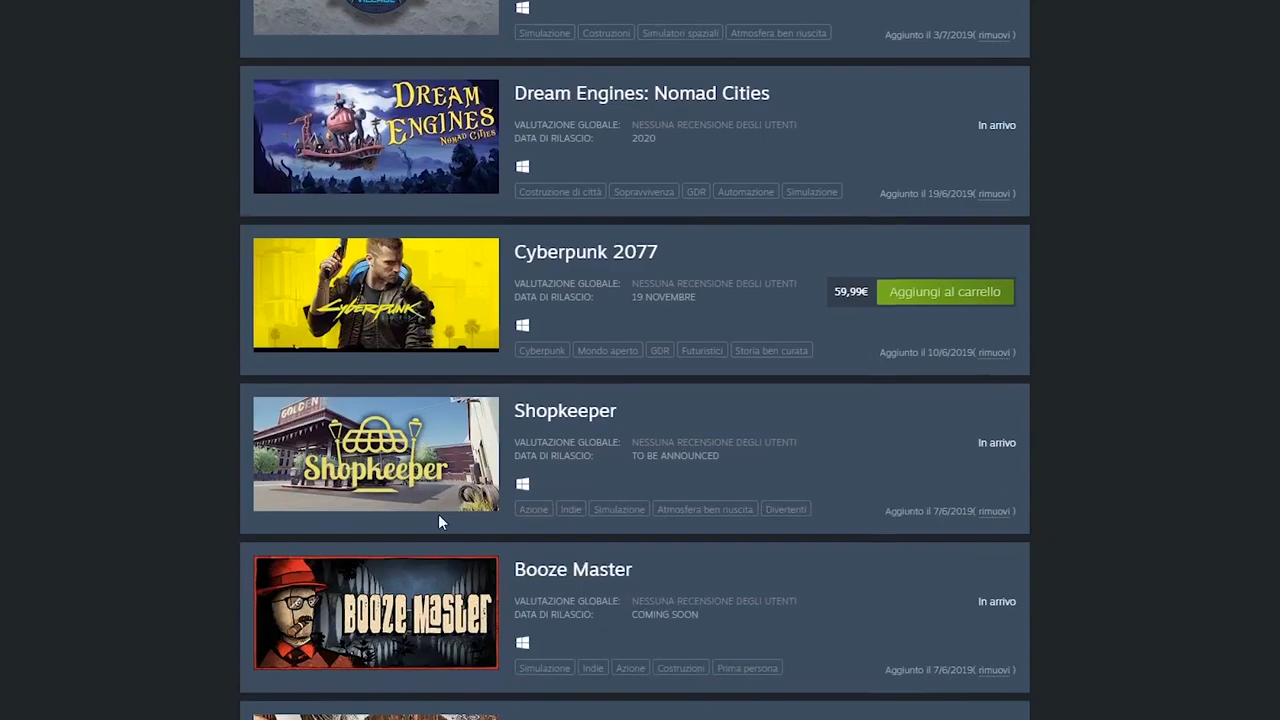 VILLAGE
Simulazione Costruzioni Simulatori spaziali Atmosfera ben riuscita
Aggiunto il 3/7/2019( rimuovi )
DREAM
ENGINES
NOMAD CITIES
Dream Engines: Nomad Cities
VALUTAZIONE GLOBALE: NESSUNA RECENSIONE DEGLI UTENTI
In arrivo
DATA DI RILASCIO: 2020
Costruzione di città Sopravvivenza GDR Automazione Simulazione
Aggiunto il 19/6/2019( rimuovi )
CYBERPUNK
Cyberpunk 2077
VALUTAZIONE GLOBALE: NESSUNA RECENSIONE DEGLI UTENTI
DATA DI RILASCIO: 19 NOVEMBRE
59,99€ Aggiungi al carrello
Cyberpunk Mondo aperto GDR Futuristici Storia ben curata
Aggiunto il 10/6/2019( rimuovi )
GOLDEN
Shopkeeper
Shopkeeper
VALUTAZIONE GLOBALE: NESSUNA RECENSIONE DEGLI UTENTI
In arrivo
DATA DI RILASCIO: TO BE ANNOUNCED
Azione Indie Simulazione Atmosfera ben riuscita Divertenti
Aggiunto il 7/6/2019( rimuovi )
BOOZE MASTER
Booze Master
VALUTAZIONE GLOBALE: NESSUNA RECENSIONE DEGLI UTENTI
In arrivo
DATA DI RILASCIO: COMING SOON
Simulazione Indie Azione Costruzioni Prima persona
Aggiunto il 7/6/2019( rimuovi )